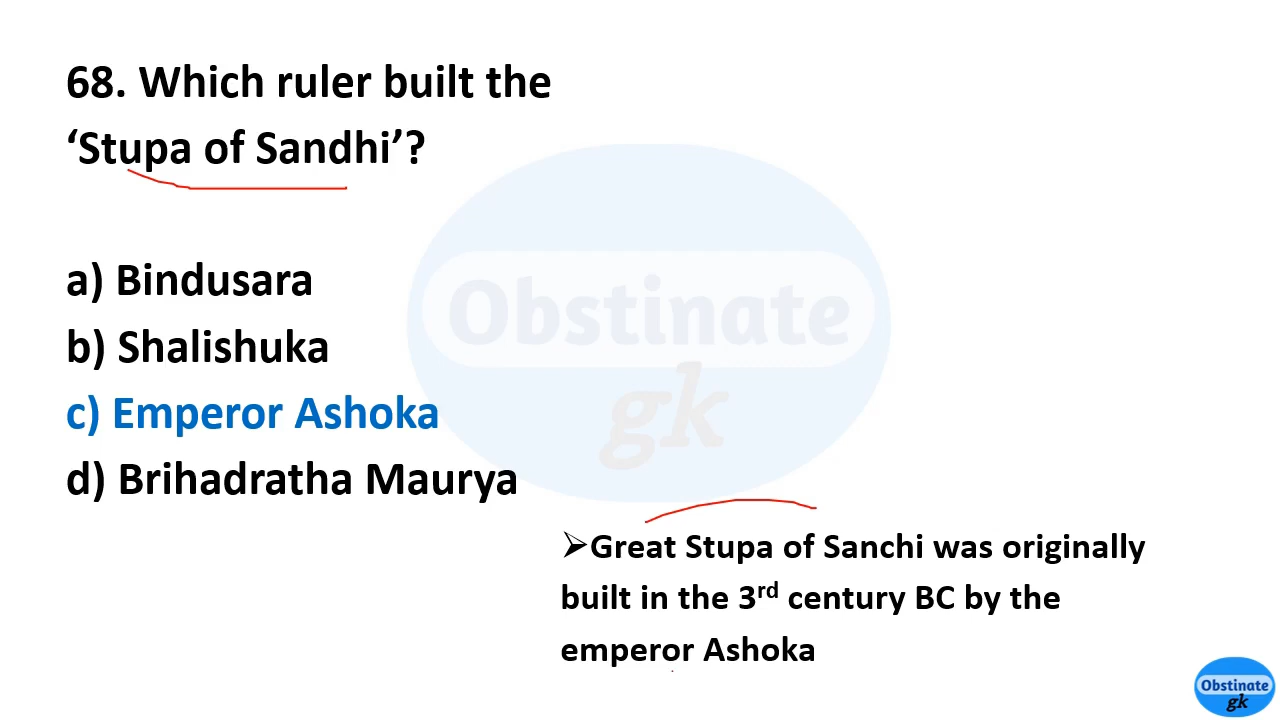 68. Which ruler built the
‘Stupa of Sandhi’?
a) Bindusara
b) Shalishuka
c) Emperor Ashoka
d) Brihadratha Maurya
Obstinate
gk
➢Great Stupa of Sanchi was originally
built in the 3rd century BC by the
emperor Ashoka
Obstinate
gk